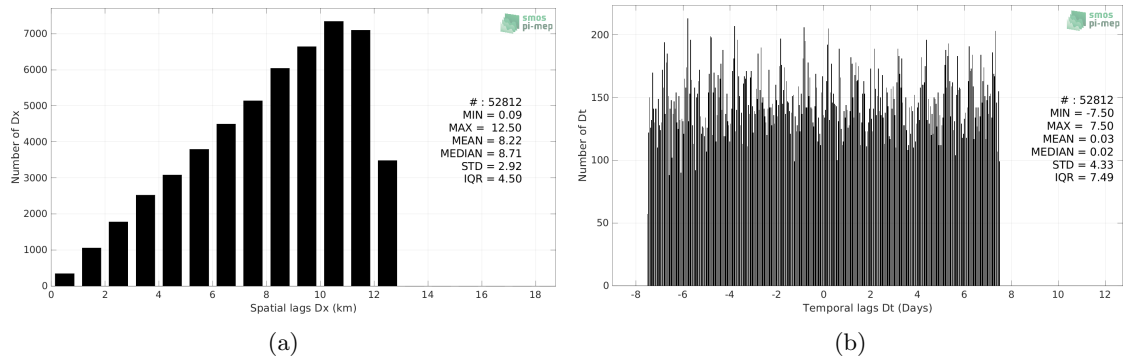 smos
pi-mep
7000
6000
5000
4000
3000
2000
1000
0
Number of Dx
# : 52812
MIN = 0.09
MAX = 12.50
MEAN = 8.22
MEDIAN = 8.71
STD = 2.92
IQR = 4.50
0 2 4 6 8 10 12 14 16 18
Spatial lags Dx (km)
(a)
smos
pi-mep
200
150
100
50
0
Number of Dt
# : 52812
MIN = -7.50
MAX = 7.50
MEAN = 0.03
MEDIAN = 0.02
STD = 4.33
IQR = 7.49
-8 -6 -4 -2 0 2 4 6 8 10 12
Temporal lags Dt (Days)
(b)